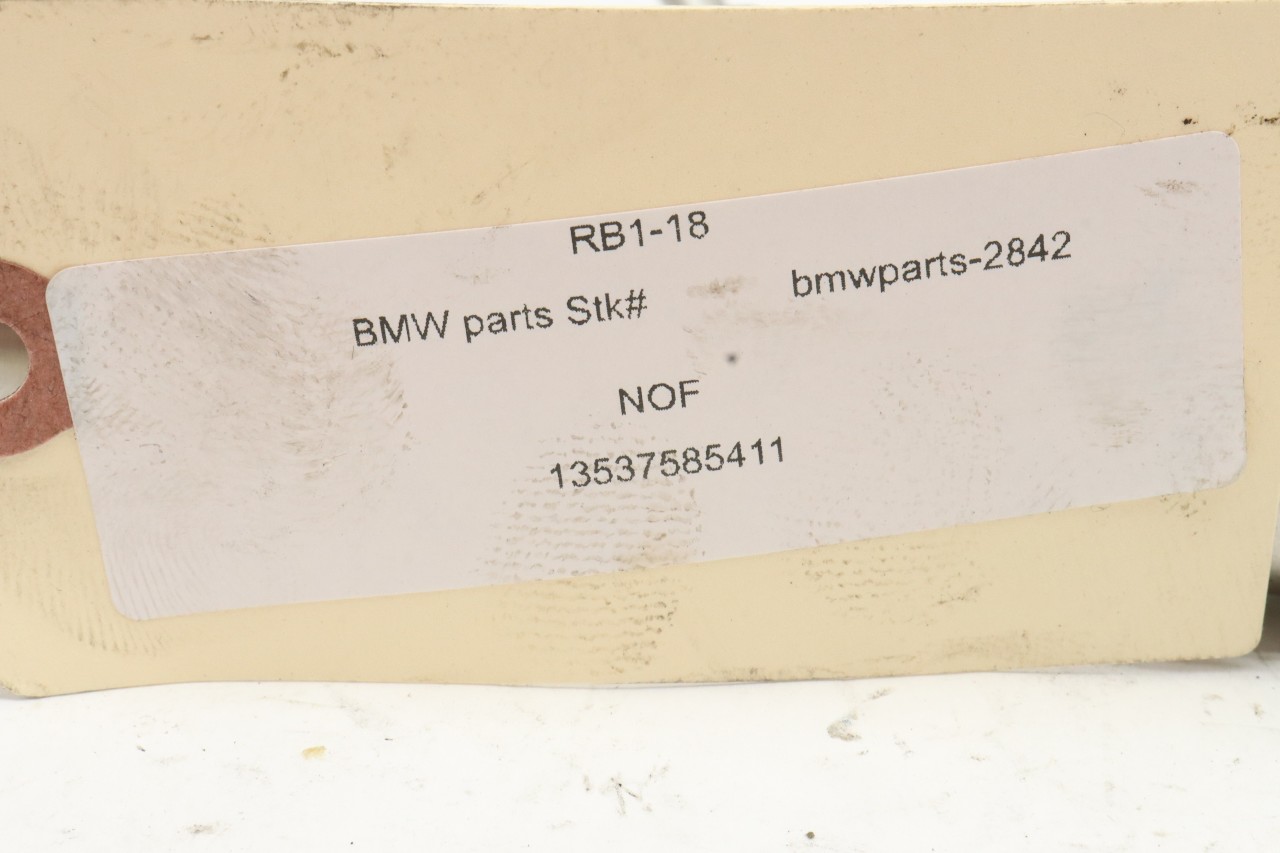 RB1-18
BMW parts Stk# bmwparts-2842
NOF
13537585411